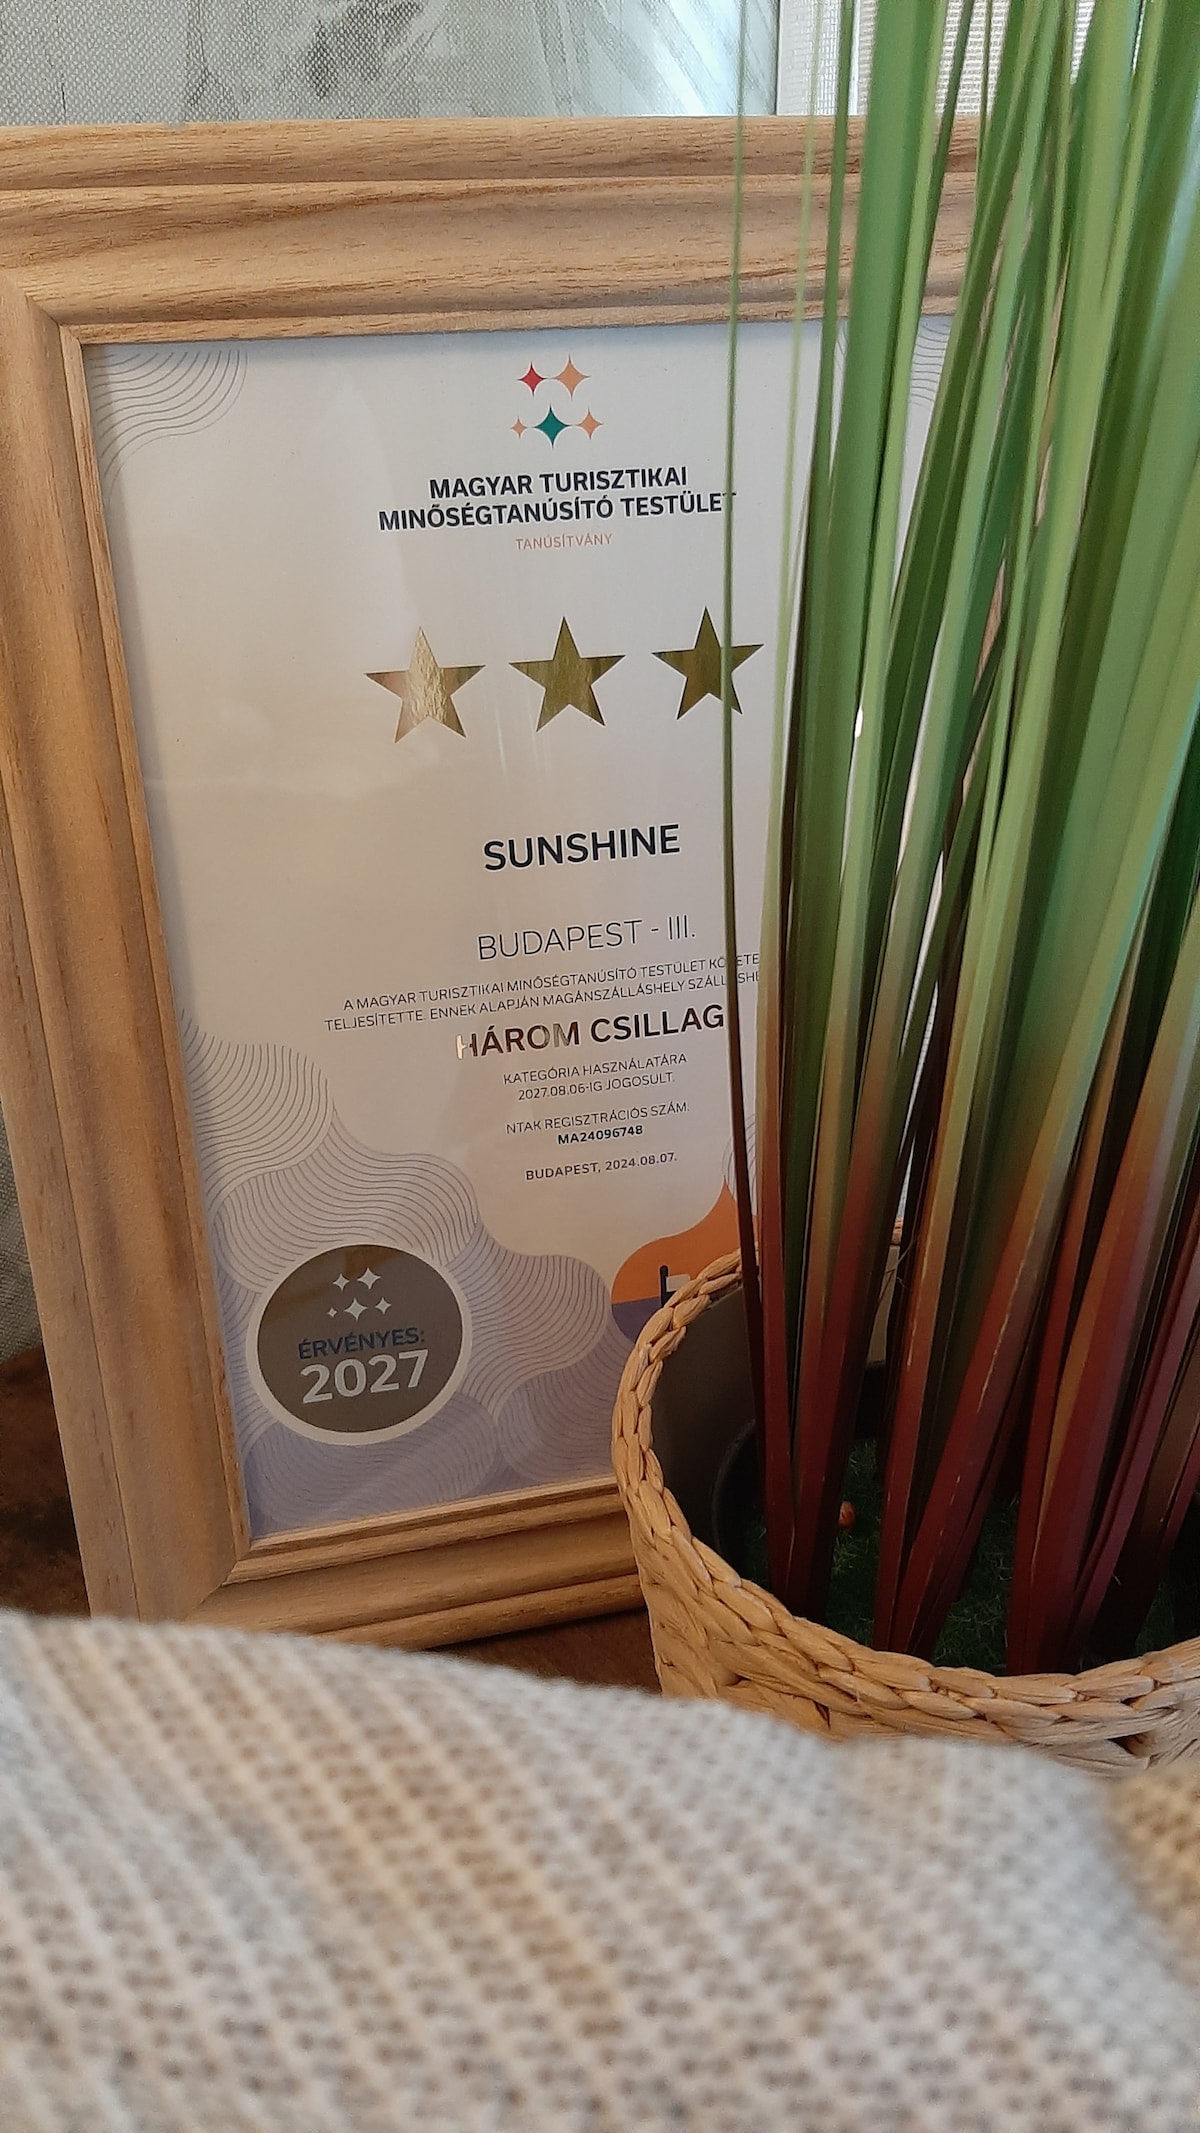 MAGYAR TURISZTIKAI
MINŐSÉGTANÚSÍTÓ TESTÜLET
TANÚSÍTVÁNY
SUNSHINE
BUDAPEST - III.
A MAGYAR TURISZTIKAI MINŐSÉGTANÚSÍTÓ TESTÜLET
TELJESÍTETTE. ENNEK ALAPJÁN MAGÁNSZÁLLÁSHELY
HÁROM CSILLAG
KATEGÓRIA HASZNÁLATÁRA
2027.08.06-IG JOGOSULT.
NTAK REGISZTRÁCIÓS SZÁM:
MA24096748
BUDAPEST, 2024.08.07.
ÉRVÉNYES:
2027